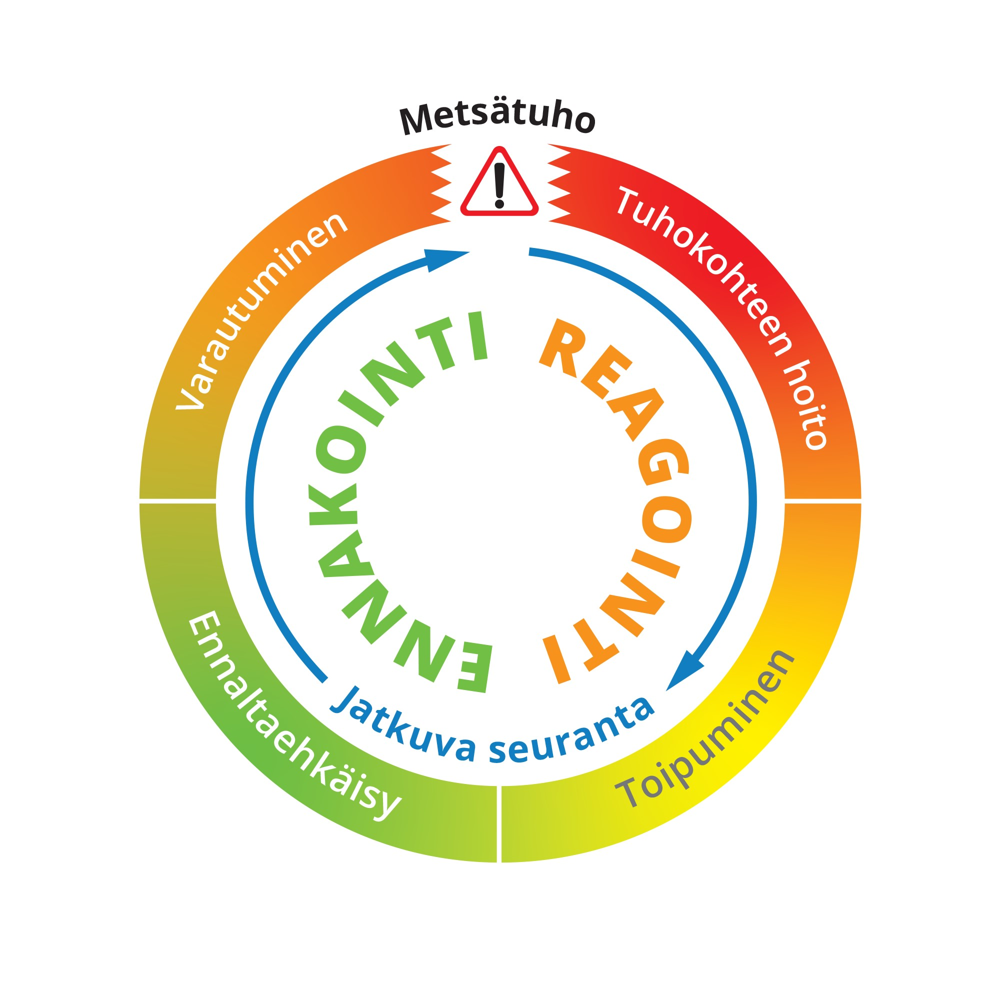 Metsätuho
Tuhokohteen hoito
Toipuminen
Ennaltaehkäisy
Varautuminen
REAGOINTI
ENNAKOINTI
Jatkuva seuranta